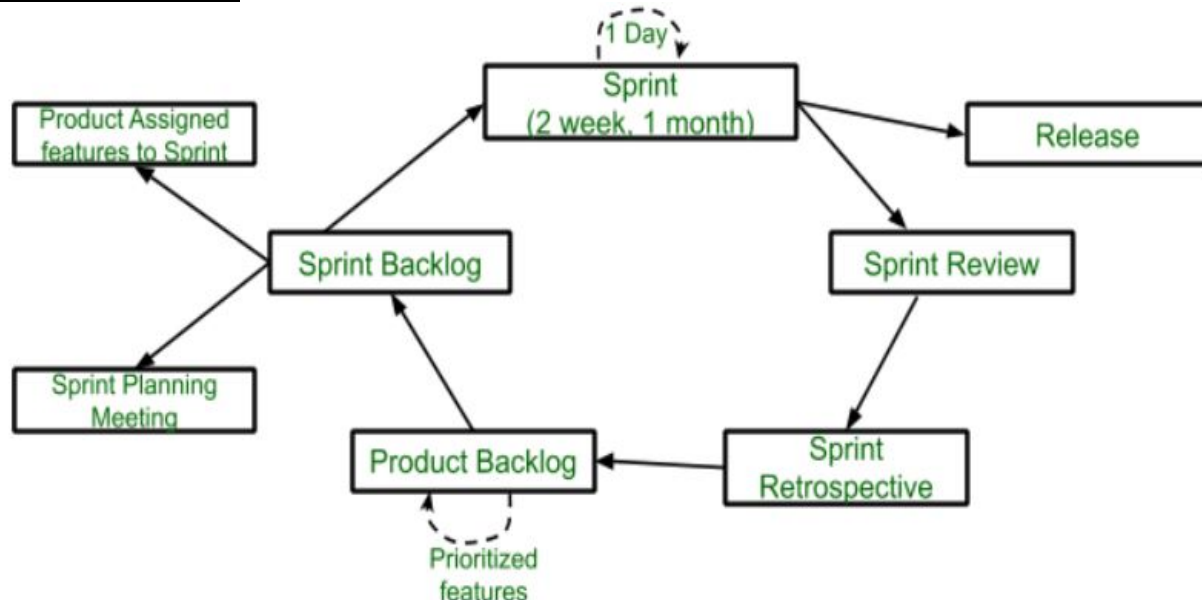 1 Day
Sprint
(2 week, 1 month)
Product Assigned
features to Sprint
Release
Sprint Backlog
Sprint Review
Sprint Planning
Meeting
Product Backlog
Sprint
Retrospective
Prioritized
features